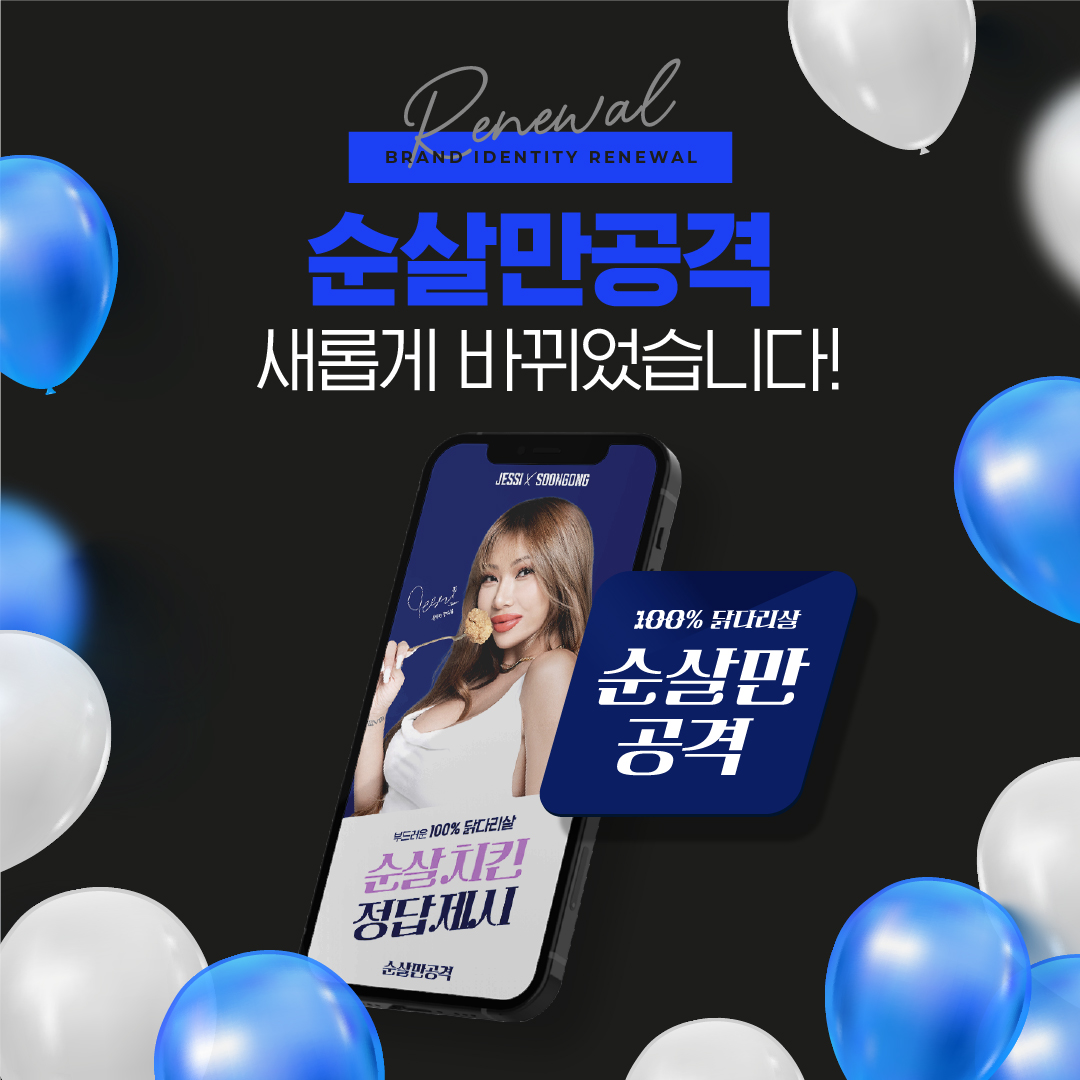 Renewal
BRAND IDENTITY RENEWAL
순살만공격
새롭게 바뀌었습니다!
JESSI X SOONGONG
Jessi
100% 닭다리살
순살만
공격
부드러운 100% 닭다리살
순살치킨
정답제시
순살만공격